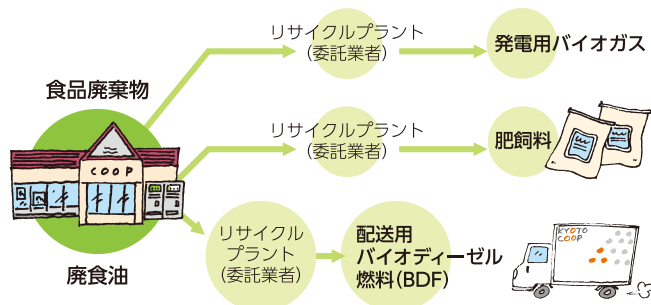 リサイクルプラント
(委託業者)
発電用バイオガス
食品廃棄物
リサイクルプラント
(委託業者)
肥飼料
COOP
リサイクル
プラント
(委託業者)
配送用
バイオディーゼル
燃料(BDF)
KYOTO
COOP
廃食油